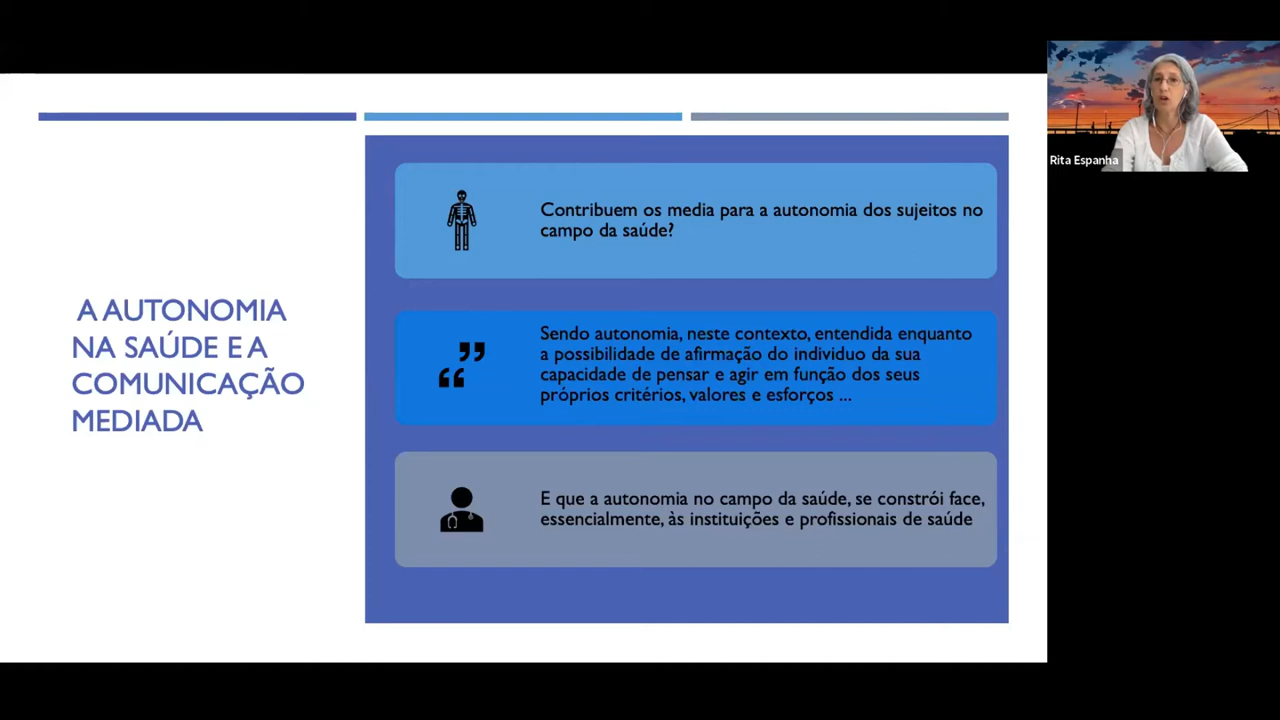 A AUTONOMIA
NA SAÚDE E A
COMUNICAÇÃO
MEDIADA
Contribuem os media para a autonomia dos sujeitos no
campo da saúde?
Sendo autonomia, neste contexto, entendida enquanto
a possibilidade de afirmação do individuo da sua
capacidade de pensar e agir em função dos seus
próprios critérios, valores e esforços ...
E que a autonomia no campo da saúde, se constrói face,
essencialmente, às instituições e profissionais de saúde
Rita Espanha